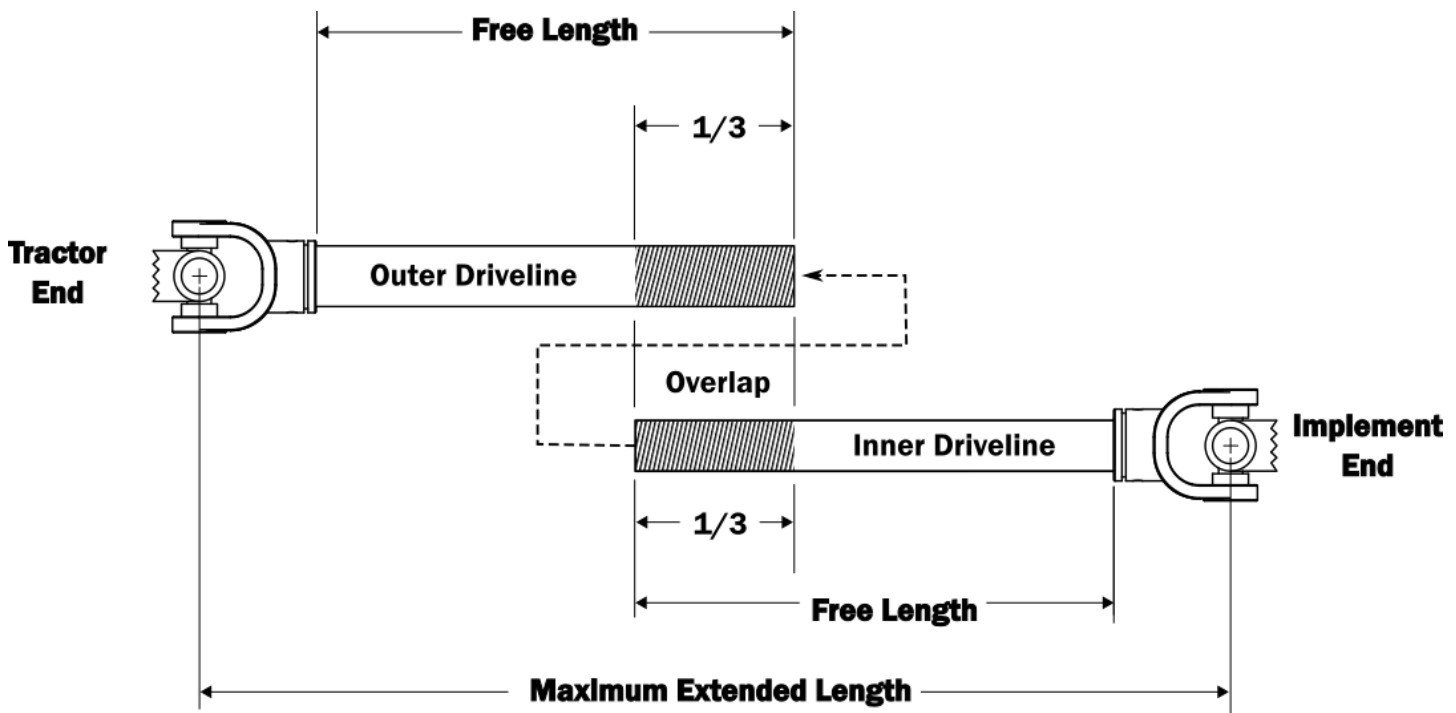 Free Length
1/3
Tractor
End
Outer Driveline
Overlap
Inner Driveline
Implement
End
1/3
Free Length
Maximum Extended Length